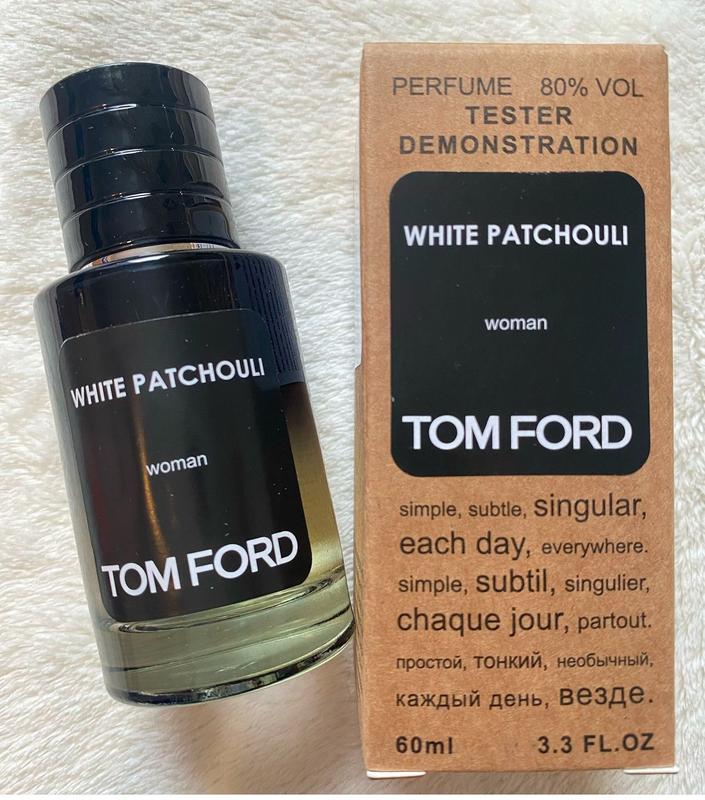 WHITE PATCHOULI
woman
TOM FORD
PERFUME 80% VOL
TESTER
DEMONSTRATION
WHITE PATCHOULI
woman
TOM FORD
simple, subtle, singular,
each day, everywhere.
simple, subtil, singulier,
chaque jour, partout.
простой, тонкий, необычный,
каждый день, везде.
60ml 3.3 FL.OZ